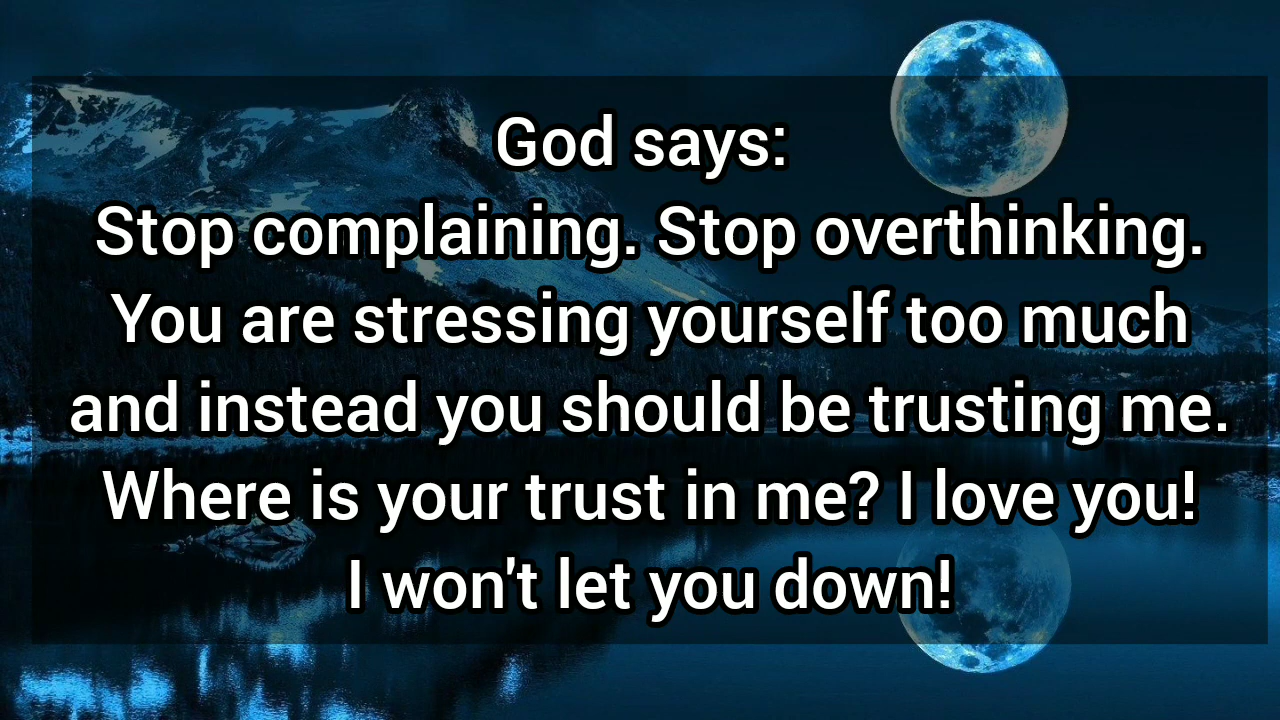 God says:
Stop complaining. Stop overthinking.
You are stressing yourself too much
and instead you should be trusting me.
Where is your trust in me? I love you!
I won't let you down!